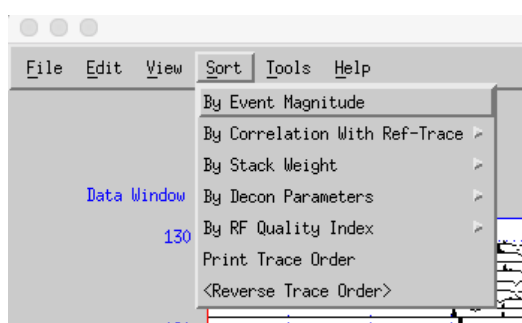 File Edit View Sort Tools Help
By Event Magnitude
By Correlation With Ref-Trace
By Stack Weight
Data Window
By Decon Parameters
130
By RF Quality Index
Print Trace Order
<Reverse Trace Order>